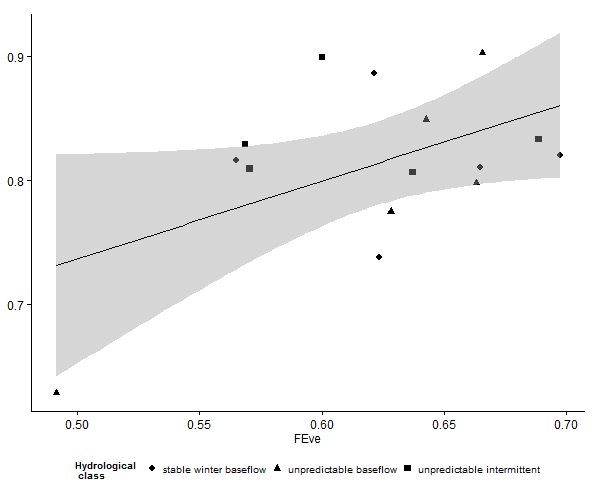 0.9
0.8
0.7
0.50 0.55 0.60 0.65 0.70
FEve
Hydrological
class
stable winter baseflow unpredictable baseflow unpredictable intermittent